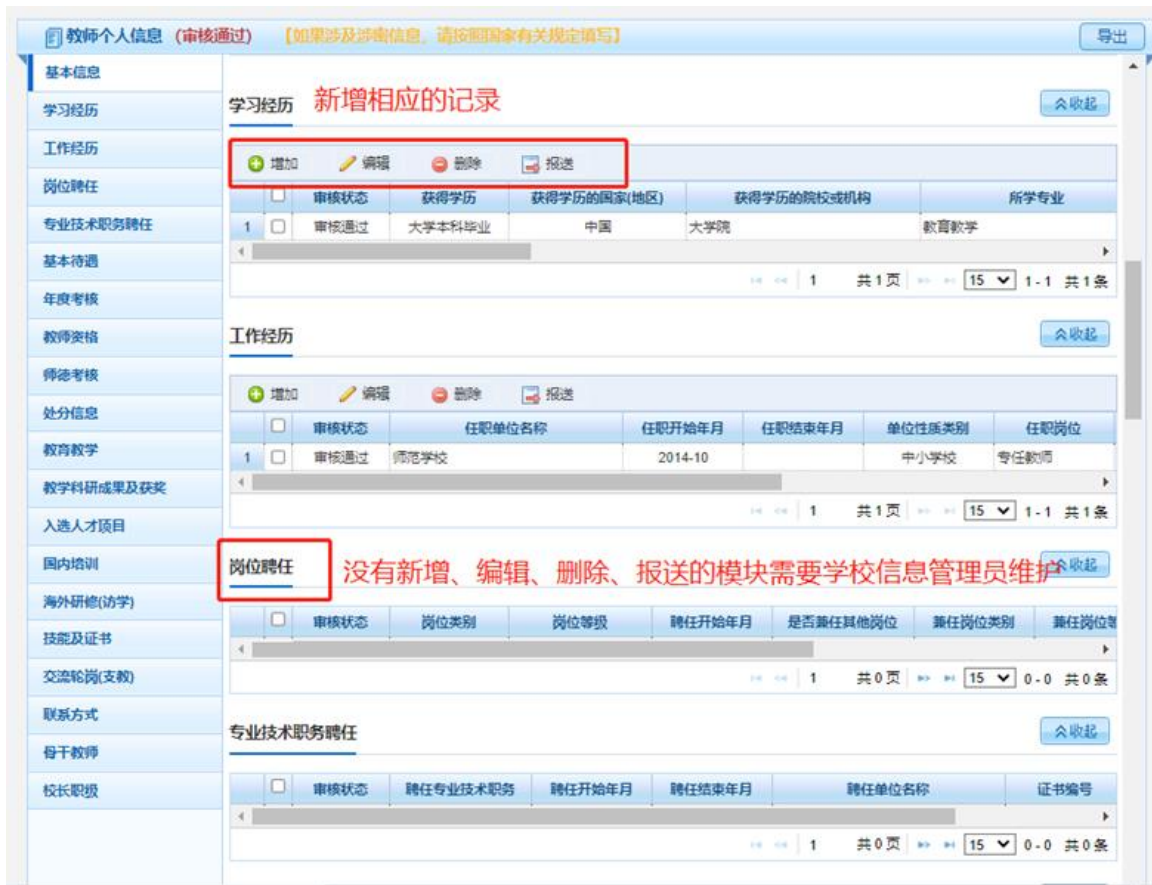 教师个人信息 (审核通过) 【如果涉及涉密信息，请按照国家有关规定填写】 导出
基本信息
学习经历
工作经历
岗位聘任
专业技术职务聘任
基本待遇
年度考核
教师资格
师德考核
处分信息
教育教学
教学科研成果及获奖
入选人才项目
国内培训
海外研修(访学)
技能及证书
交流轮岗(支教)
联系方式
骨干教师
校长职级
学习经历 新增相应的记录 收起
增加 编辑 删除 报送
审核状态 获得学历 获得学历的国家(地区) 获得学历的院校或机构 所学专业
1 审核通过 大学本科毕业 中国 大学院 教育教学
1 共1页 15 1-1 共1条
工作经历 收起
增加 编辑 删除 报送
审核状态 任职单位名称 任职开始年月 任职结束年月 单位性质类别 任职岗位
1 审核通过 师范学校 2014-10 中小学校 专任教师
1 共1页 15 1-1 共1条
岗位聘任 没有新增、编辑、删除、报送的模块需要学校信息管理员维护 收起
审核状态 岗位类别 岗位等级 聘任开始年月 是否兼任其他岗位 兼任岗位类别 兼任岗位等
1 共0页 15 0-0 共0条
专业技术职务聘任 收起
审核状态 聘任专业技术职务 聘任开始年月 聘任结束年月 聘任单位名称 证书编号
1 共0页 15 0-0 共0条